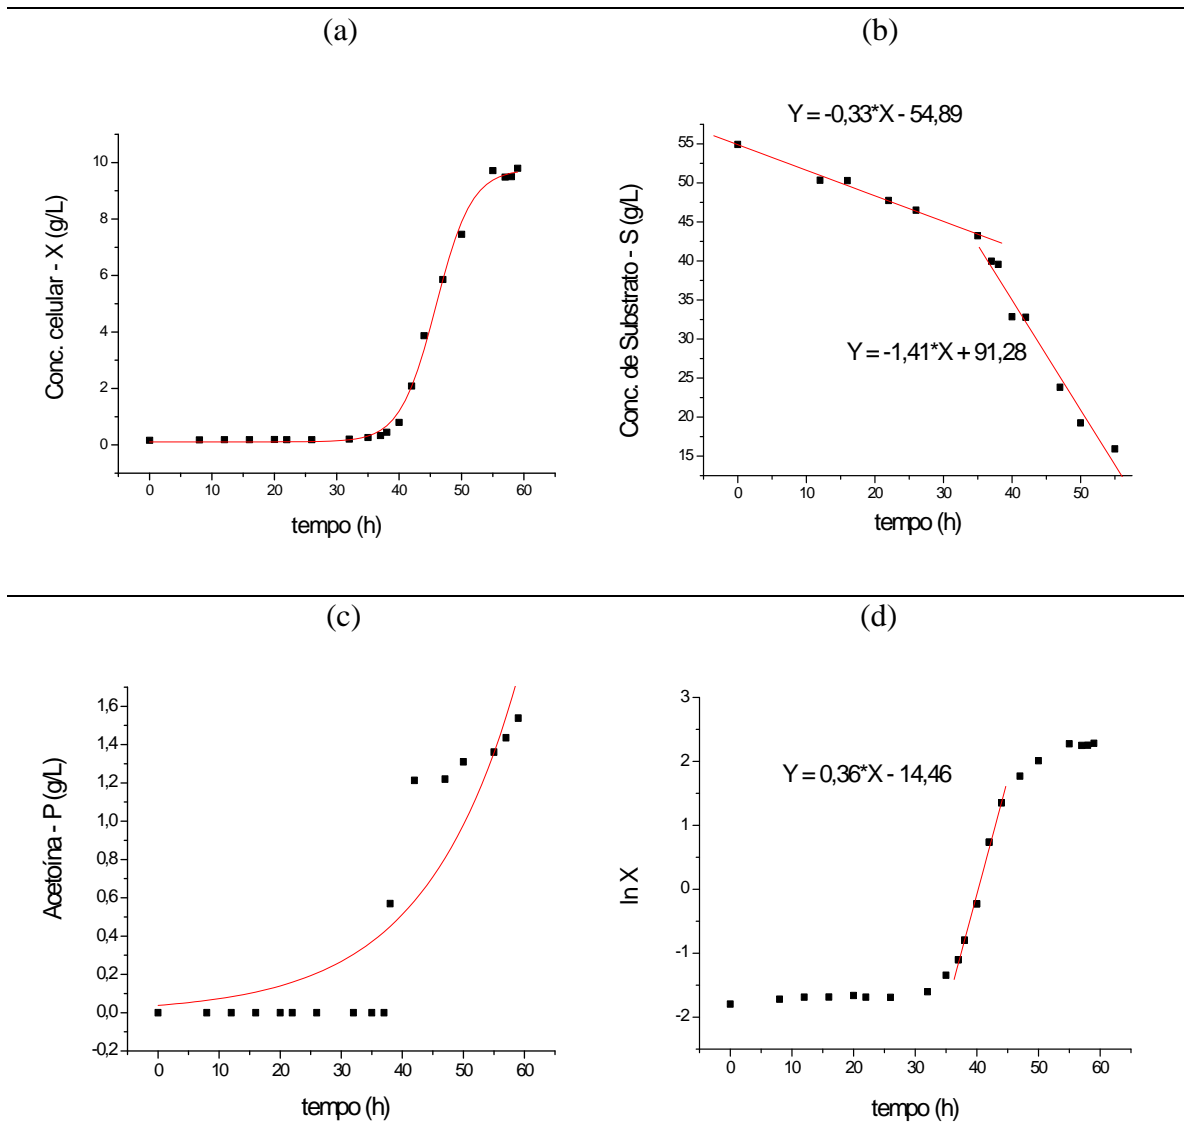 (a)
(b)
Conc. celular - X (g/L)
10
8
6
4
2
0
0 10 20 30 40 50 60
tempo (h)
Y = -0,33*X - 54,89
Y = -1,41*X + 91,28
Conc. de Substrato - S (g/L)
55
50
45
40
35
30
25
20
15
0 10 20 30 40 50
tempo (h)
(c)
(d)
Acetoína - P (g/L)
1,6
1,4
1,2
1,0
0,8
0,6
0,4
0,2
0,0
-0,2
0 10 20 30 40 50 60
tempo (h)
Y = 0,36*X - 14,46
ln X
3
2
1
0
-1
-2
0 10 20 30 40 50 60
tempo (h)